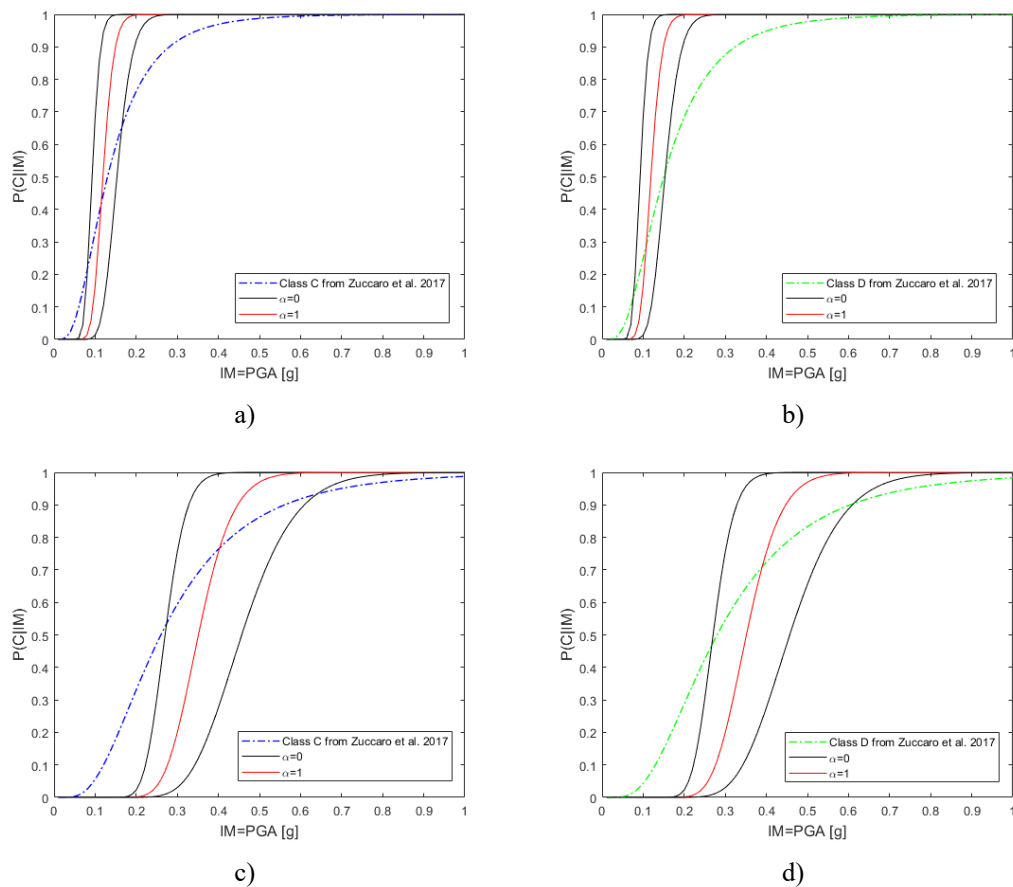 1
0.9
0.8
0.7
0.6
0.5
0.4
0.3
0.2
0.1
0
P(C|IM)
Class C from Zuccaro et al. 2017
α=0
α=1
0 0.1 0.2 0.3 0.4 0.5 0.6 0.7 0.8 0.9 1
IM=PGA [g]
a)
1
0.9
0.8
0.7
0.6
0.5
0.4
0.3
0.2
0.1
0
P(C|IM)
Class D from Zuccaro et al. 2017
α=0
α=1
0 0.1 0.2 0.3 0.4 0.5 0.6 0.7 0.8 0.9 1
IM=PGA [g]
b)
1
0.9
0.8
0.7
0.6
0.5
0.4
0.3
0.2
0.1
0
P(C|IM)
Class C from Zuccaro et al. 2017
α=0
α=1
0 0.1 0.2 0.3 0.4 0.5 0.6 0.7 0.8 0.9 1
IM=PGA [g]
c)
1
0.9
0.8
0.7
0.6
0.5
0.4
0.3
0.2
0.1
0
P(C|IM)
Class D from Zuccaro et al. 2017
α=0
α=1
0 0.1 0.2 0.3 0.4 0.5 0.6 0.7 0.8 0.9 1
IM=PGA [g]
d)